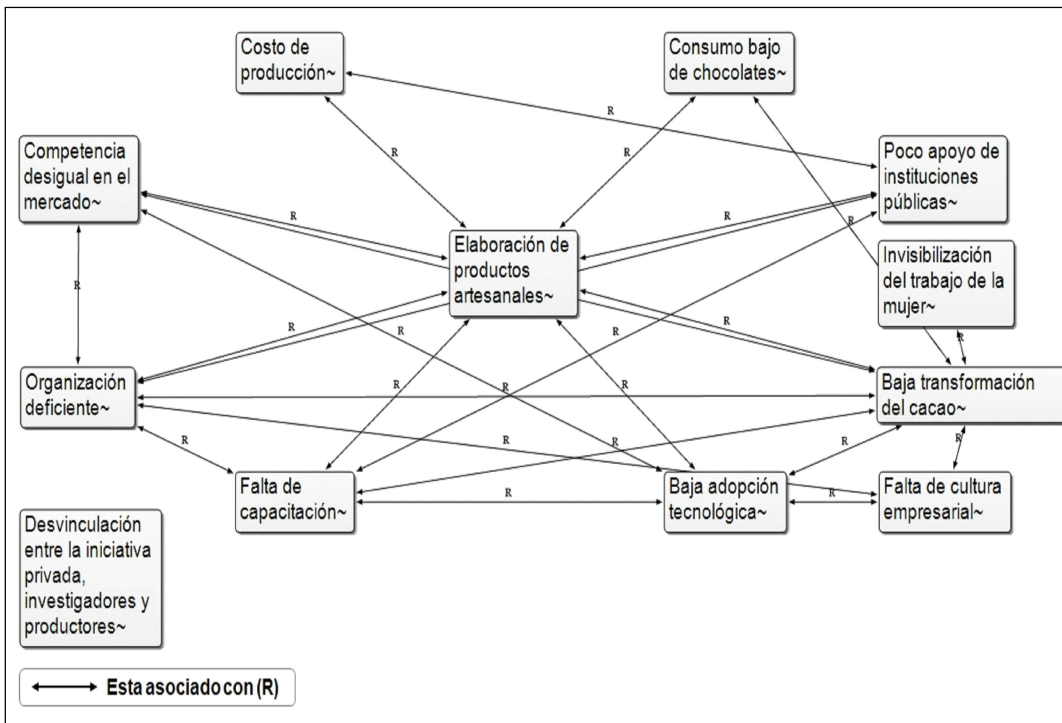 Costo de
producción~
Consumo bajo
de chocolates~
R
R
R
Competencia
desigual en el
mercado~
Poco apoyo de
instituciones
públicas~
R
R
R
Elaboración de
productos
artesanales~
Invisibilización
del trabajo de la
mujer~
R
R
R
R
R
Organización
deficiente~
R
R
Baja transformación
del cacao~
R
R
R
R
Falta de
capacitación~
R
Baja adopción
tecnológica~
R
Falta de cultura
empresarial~
Desvinculación
entre la iniciativa
privada,
investigadores y
productores~
Esta asociado con (R)